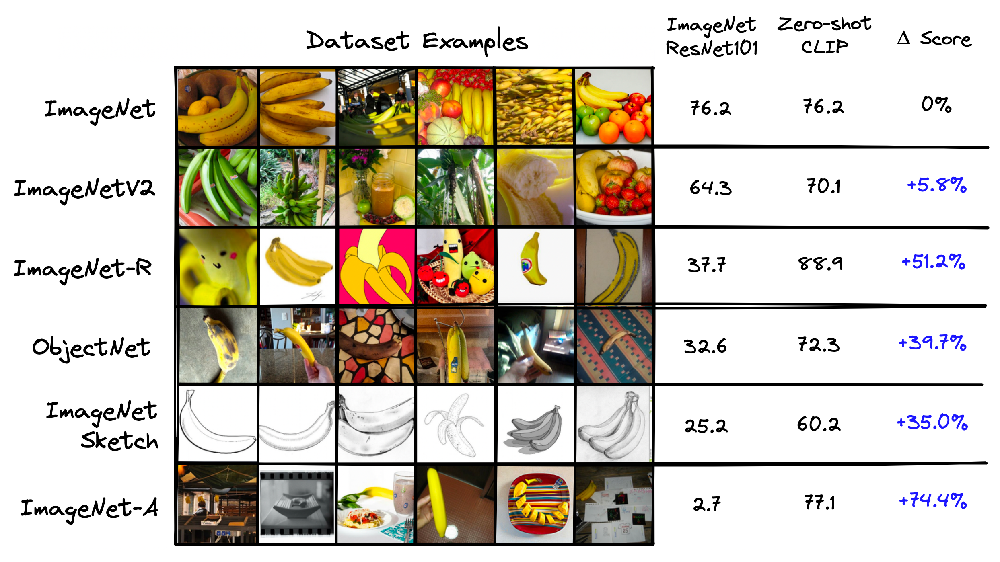 Dataset Examples
ImageNet
ResNet101
Zero-shot
CLIP
Δ Score
ImageNet
76.2
76.2
0%
ImageNetV2
64.3
70.1
+5.8%
ImageNet-R
37.7
88.9
+51.2%
ObjectNet
32.6
72.3
+39.7%
ImageNet
Sketch
25.2
60.2
+35.0%
ImageNet-A
2.7
77.1
+74.4%
25